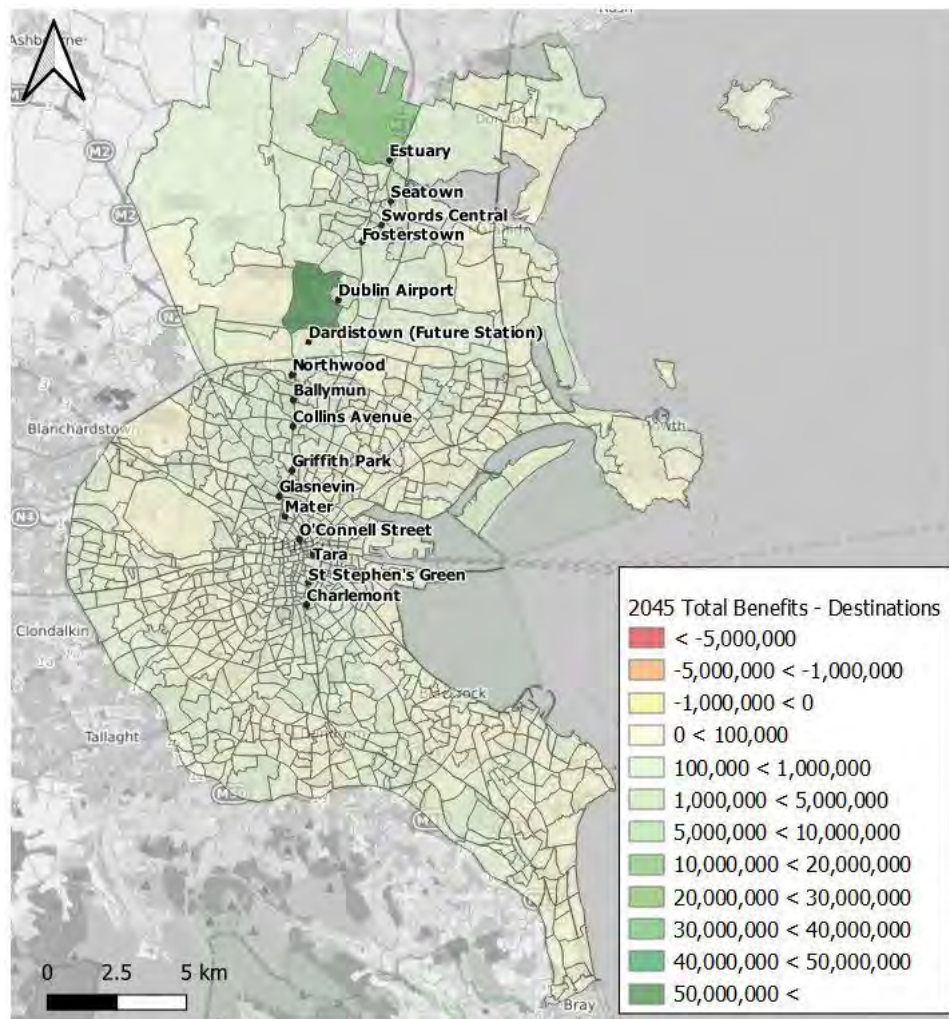 Ashbourne
M2
Estuary
Seatown
Swords Central
Fosterstown
Dublin Airport
Dardistown (Future Station)
Northwood
Ballymun
Collins Avenue
Blanchardstown
Griffith Park
Glasnevin
Mater
N4
O'Connell Street
Tara
St Stephen's Green
Charlemont
Clondalkin
Tallaght
2045 Total Benefits - Destinations
< -5,000,000
-5,000,000 < -1,000,000
-1,000,000 < 0
0 < 100,000
100,000 < 1,000,000
1,000,000 < 5,000,000
5,000,000 < 10,000,000
10,000,000 < 20,000,000
20,000,000 < 30,000,000
30,000,000 < 40,000,000
40,000,000 < 50,000,000
50,000,000 <
0 2.5 5 km
Bray